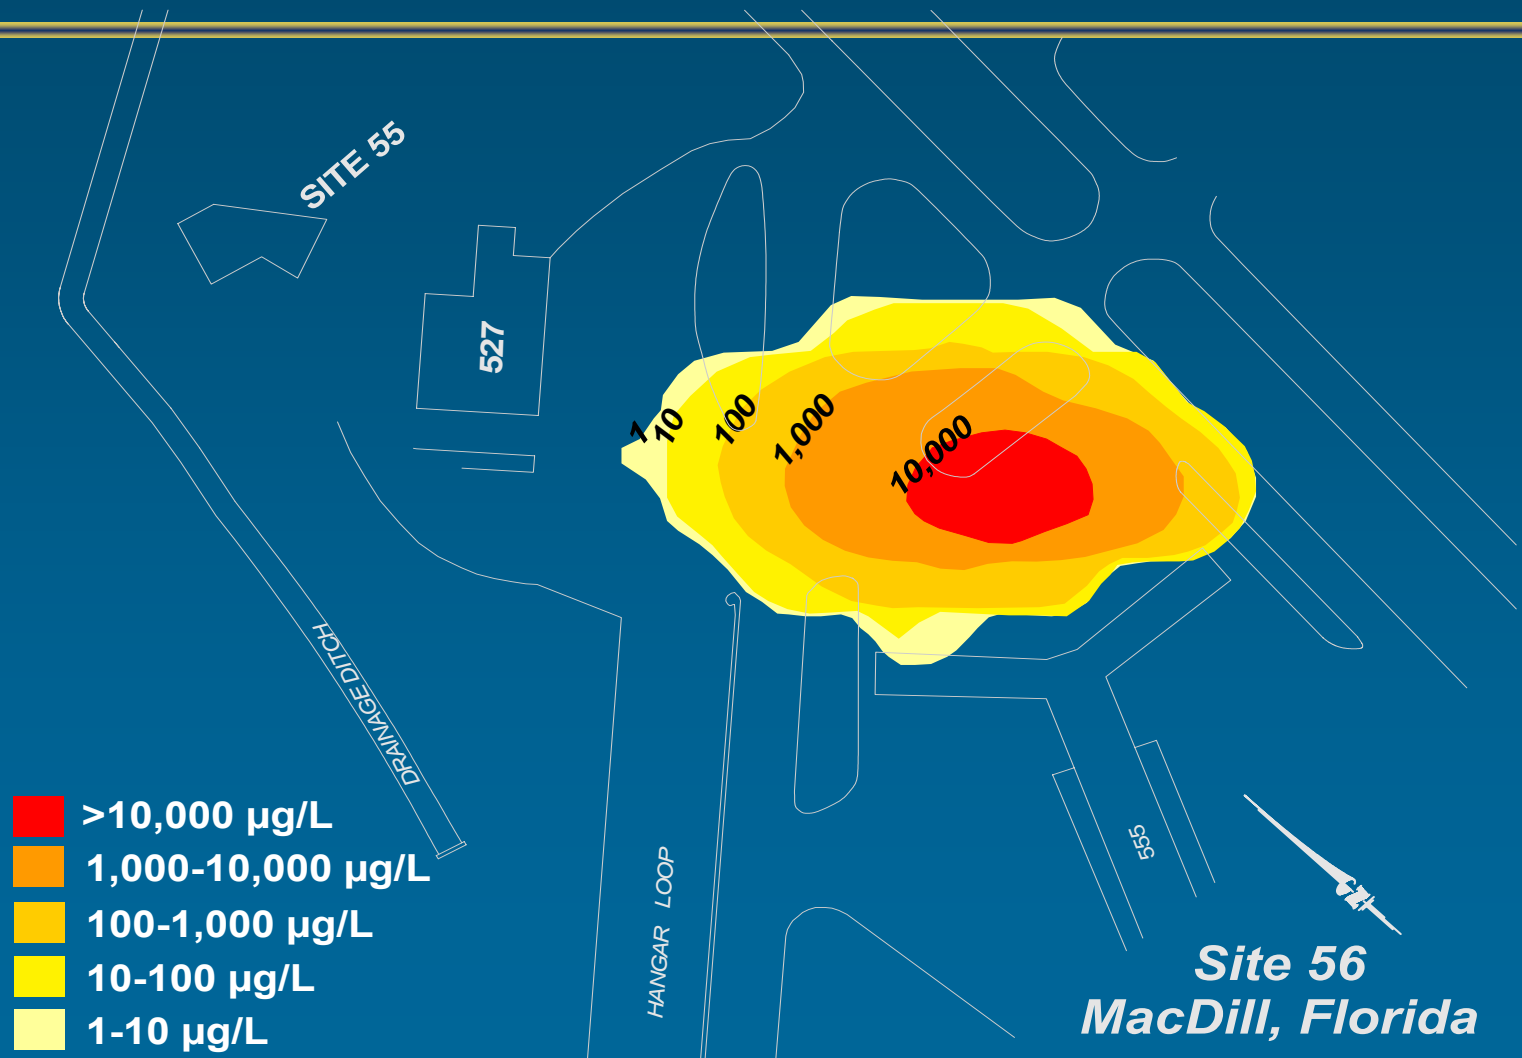 SITE 55
527
1
10
100
1,000
10,000
DRAINAGE DITCH
>10,000 µg/L
1,000-10,000 µg/L
100-1,000 µg/L
10-100 µg/L
1-10 µg/L
HANGAR LOOP
555
N
Site 56
MacDill, Florida